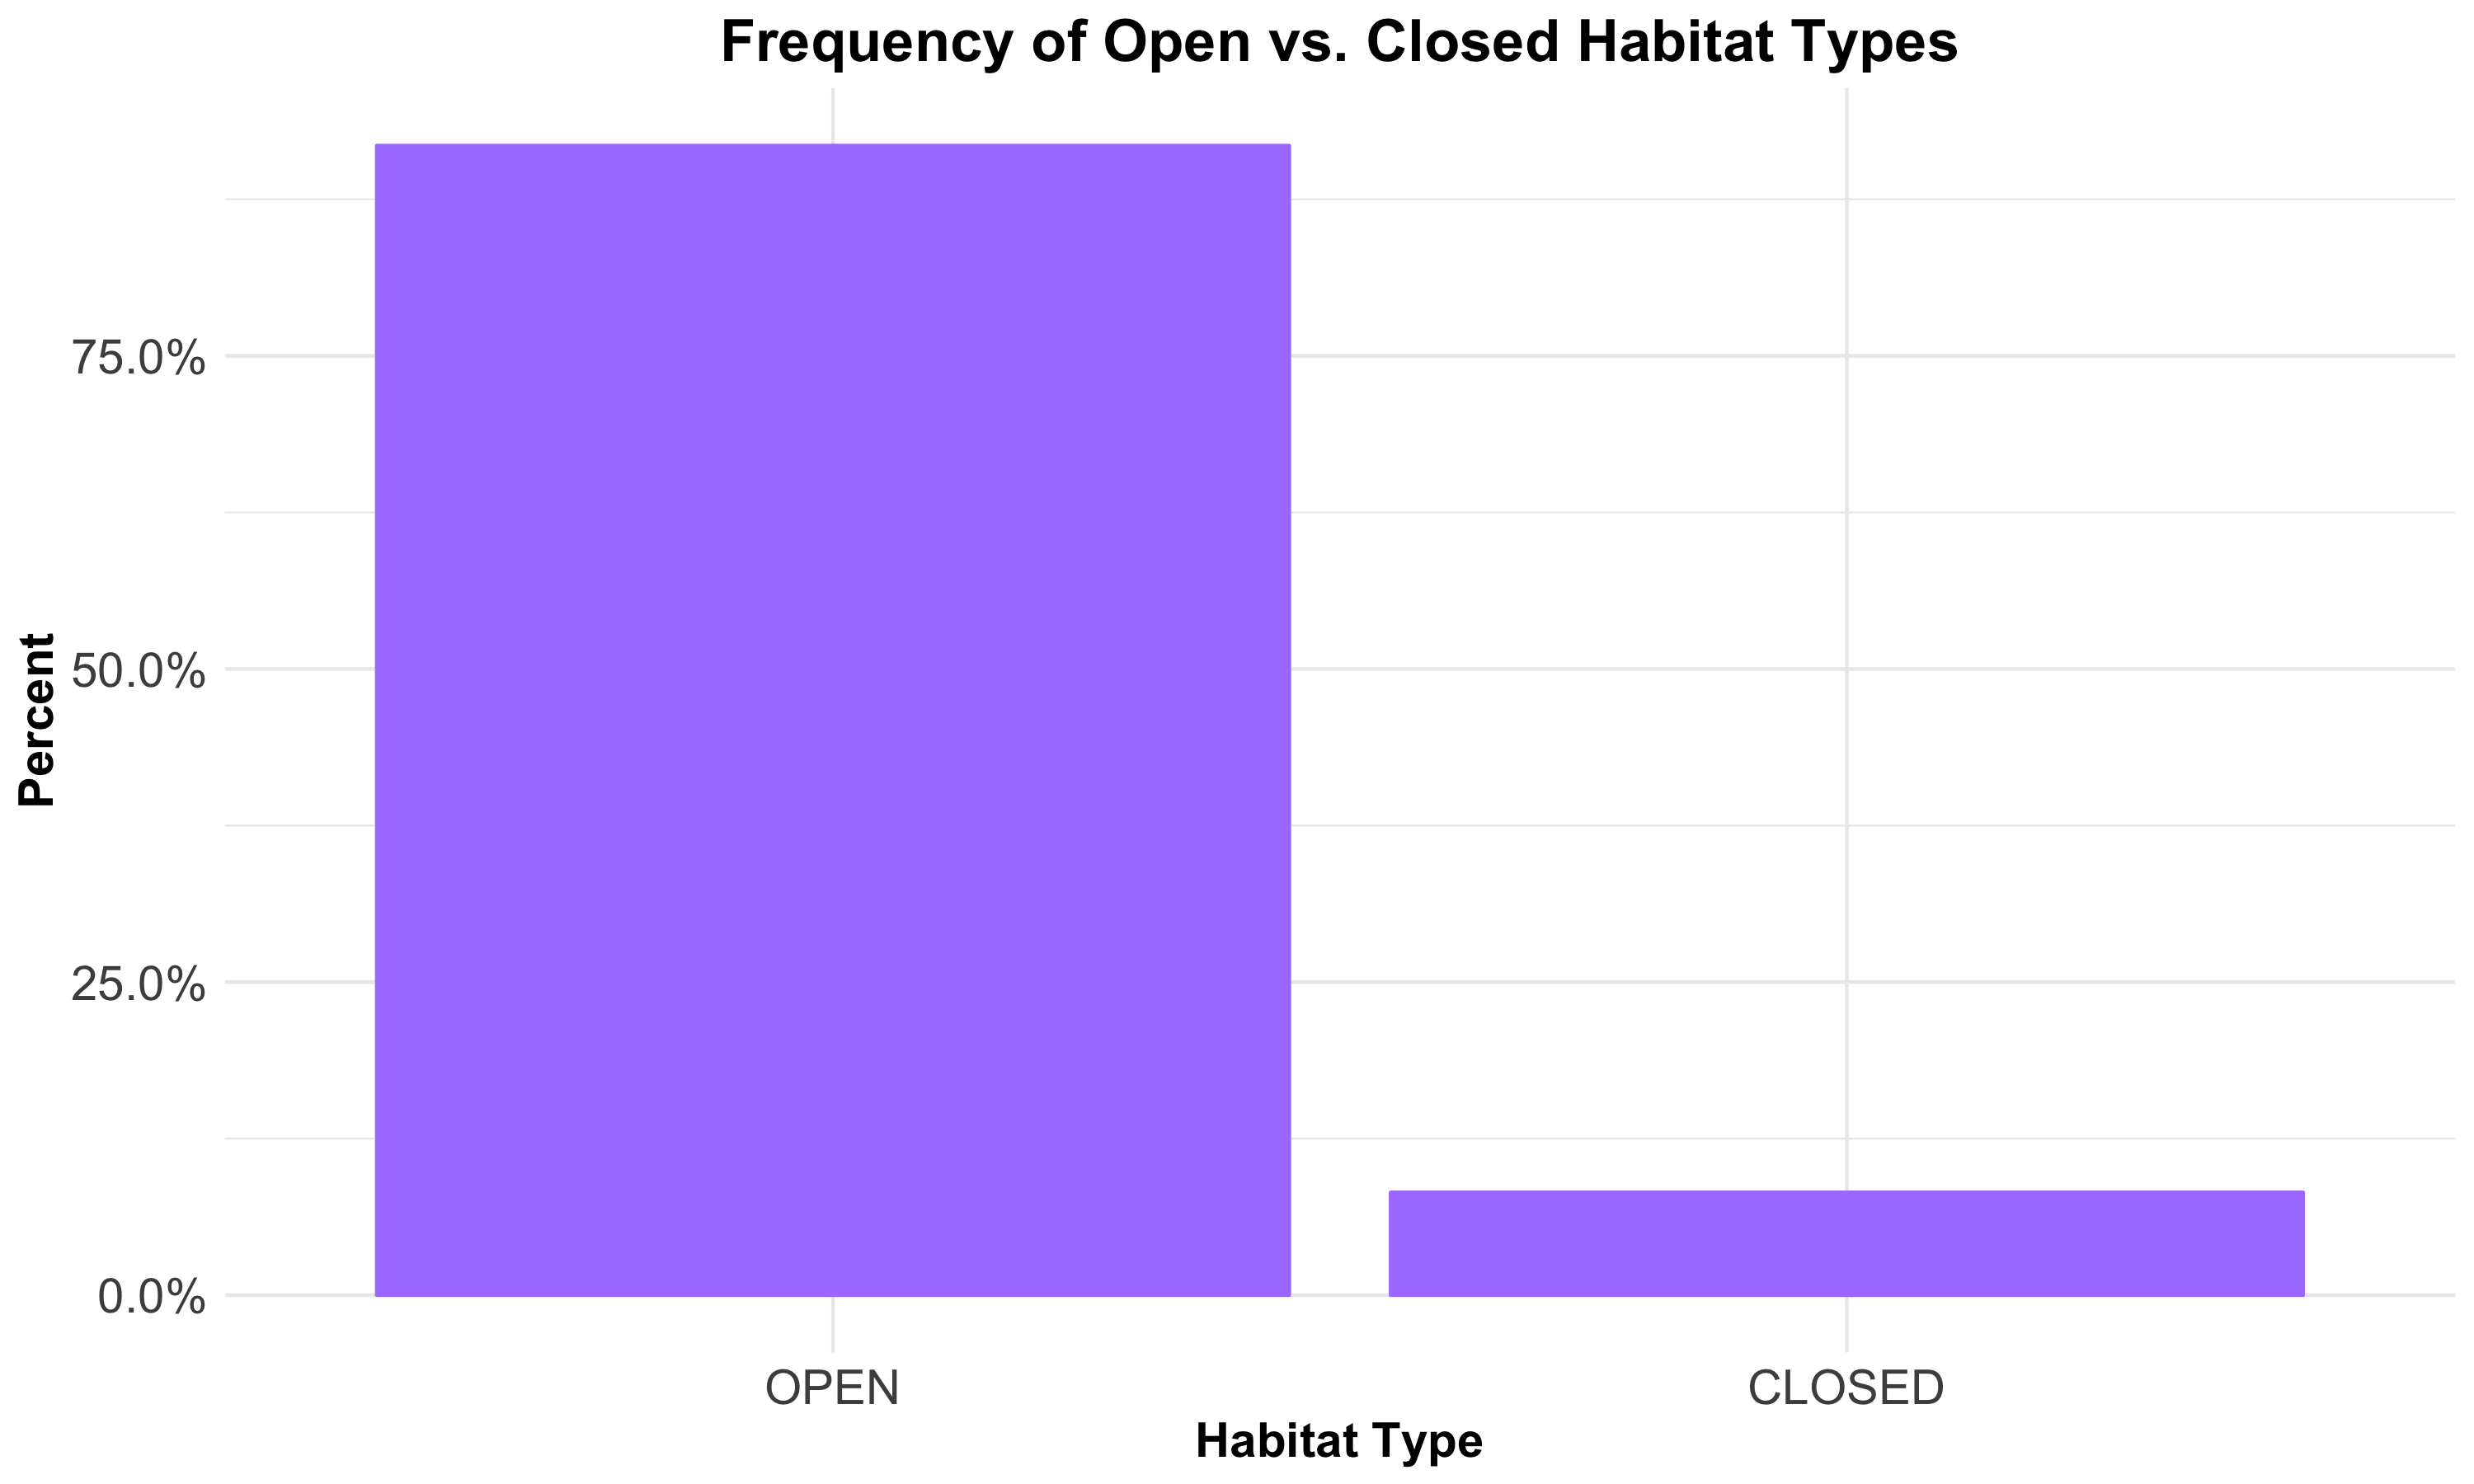 Frequency of Open vs. Closed Habitat Types
Percent
75.0%
50.0%
25.0%
0.0%
OPEN
CLOSED
Habitat Type